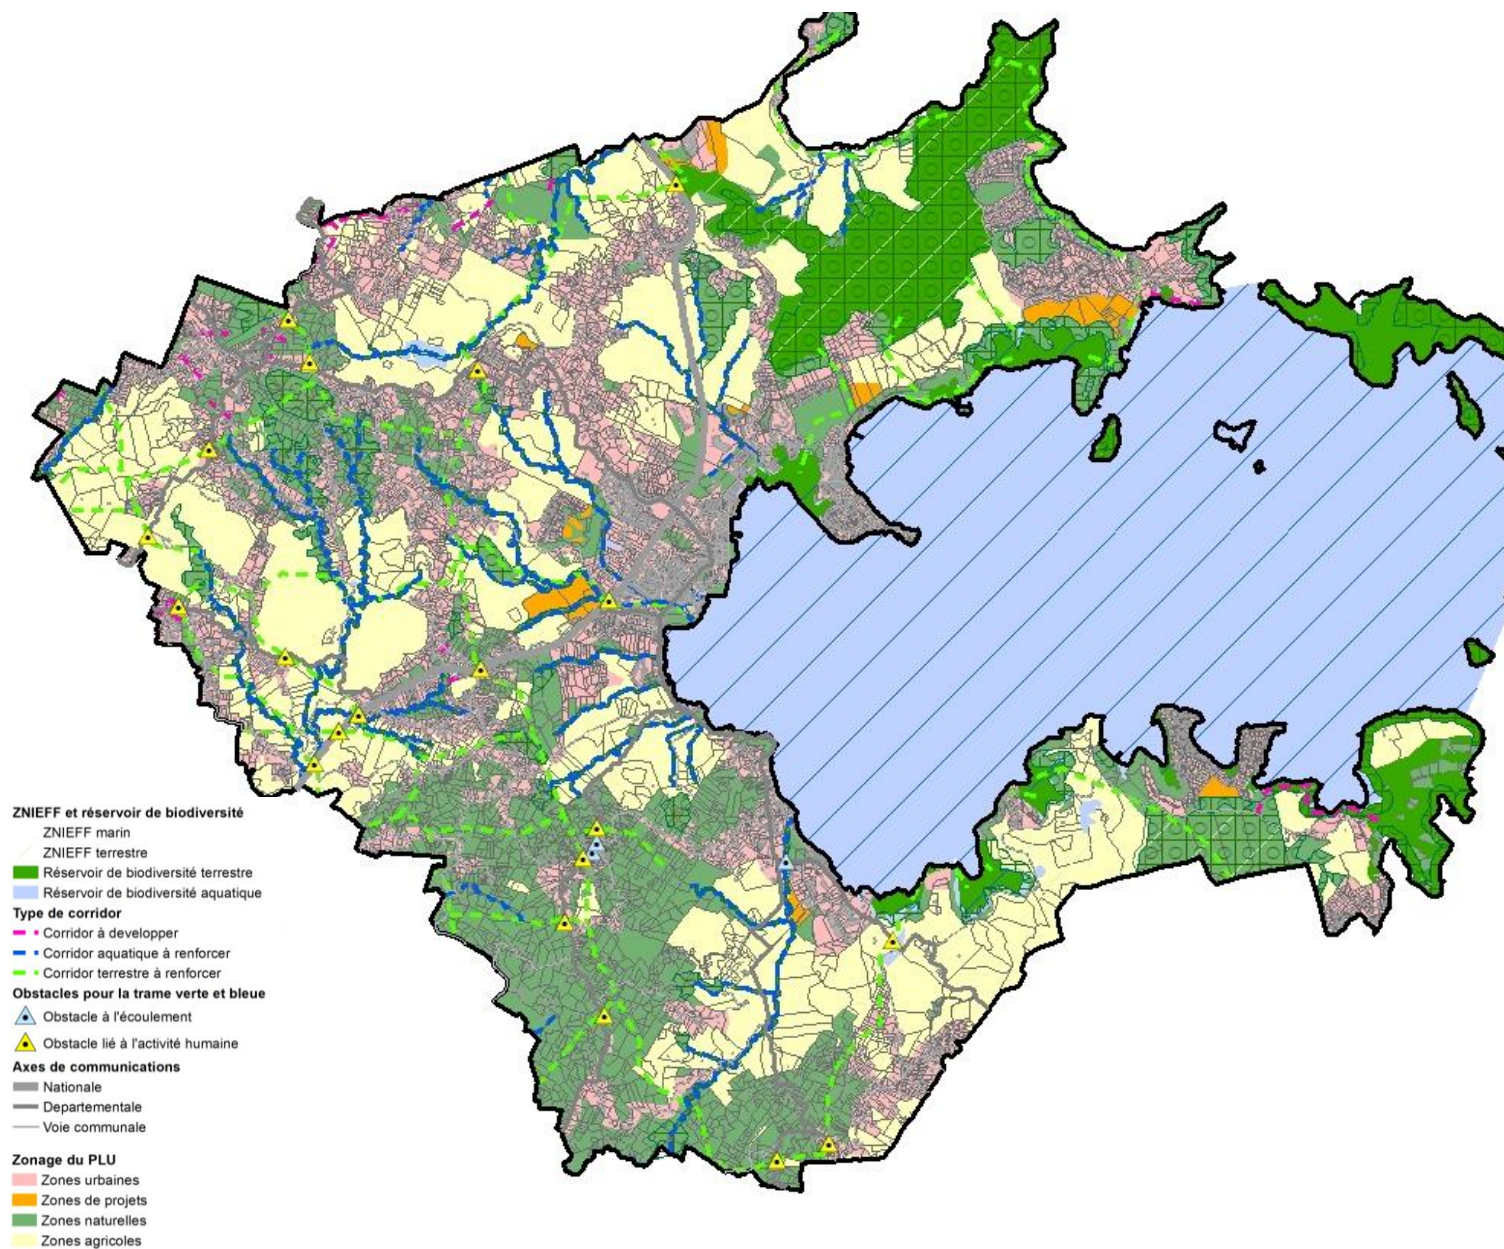 ZNIEFF et réservoir de biodiversité
ZNIEFF marin
ZNIEFF terrestre
Réservoir de biodiversité terrestre
Réservoir de biodiversité aquatique
Type de corridor
Corridor à developper
Corridor aquatique à renforcer
Corridor terrestre à renforcer
Obstacles pour la trame verte et bleue
Obstacle à l'écoulement
Obstacle lié à l'activité humaine
Axes de communications
Nationale
Departementale
Voie communale
Zonage du PLU
Zones urbaines
Zones de projets
Zones naturelles
Zones agricoles